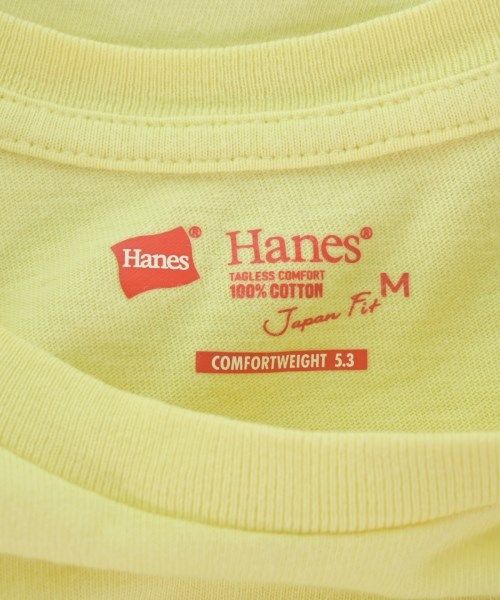 Hanes®
Hanes®
TAGLESS COMFORT
100% COTTON
M
Japan Fit
COMFORTWEIGHT 5.3